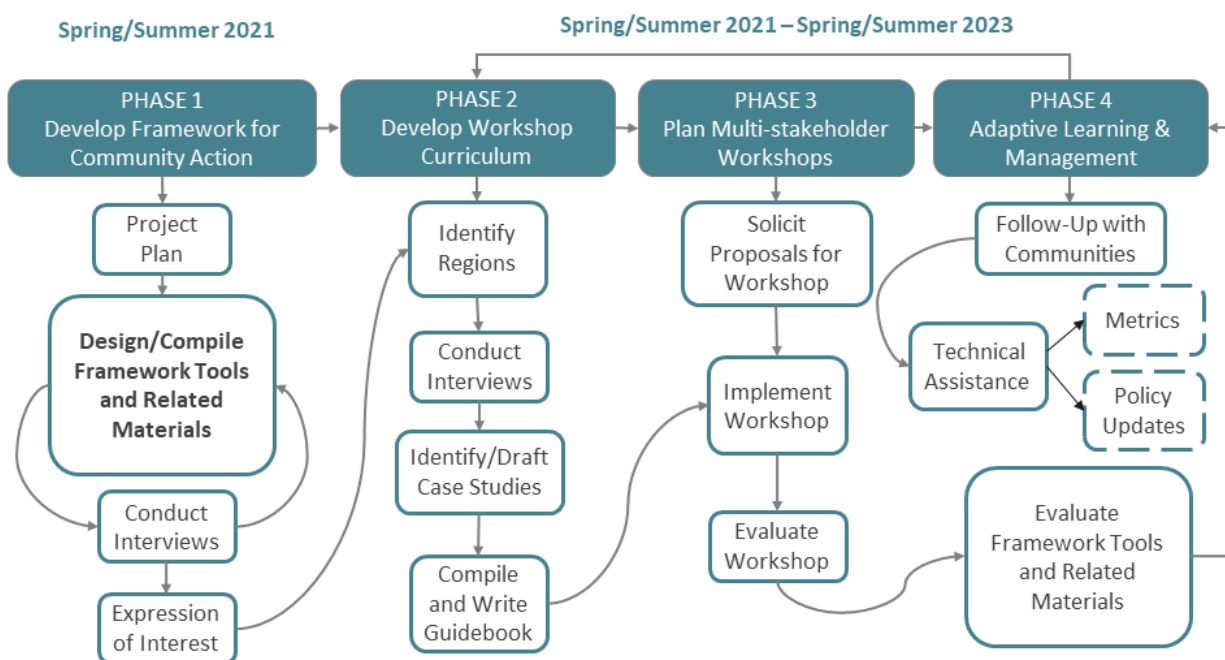 Spring/Summer 2021
Spring/Summer 2021 – Spring/Summer 2023
PHASE 1
Develop Framework for
Community Action
PHASE 2
Develop Workshop
Curriculum
PHASE 3
Plan Multi-stakeholder
Workshops
PHASE 4
Adaptive Learning &
Management
Project
Plan
Design/Compile
Framework Tools
and Related
Materials
Conduct
Interviews
Expression
of Interest
Identify
Regions
Conduct
Interviews
Identify/Draft
Case Studies
Compile
and Write
Guidebook
Solicit
Proposals for
Workshop
Implement
Workshop
Evaluate
Workshop
Follow-Up with
Communities
Technical
Assistance
Metrics
Policy
Updates
Evaluate
Framework Tools
and Related
Materials